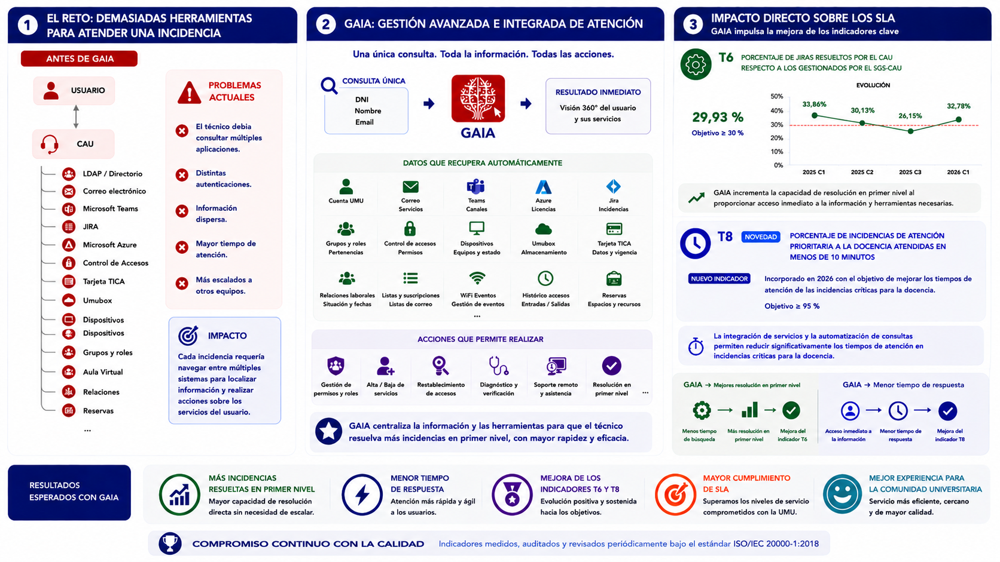 1
EL RETO: DEMASIADAS HERRAMIENTAS
PARA ATENDER UNA INCIDENCIA
ANTES DE GAIA
USUARIO
CAU
LDAP / Directorio
Correo electrónico
Microsoft Teams
JIRA
Microsoft Azure
Control de Accesos
Tarjeta TICA
Umubox
Dispositivos
Dispositivos
Grupos y roles
Aula Virtual
Relaciones
Reservas
...
PROBLEMAS
ACTUALES
El técnico debia
consultar múltiples
aplicaciones.
Distintas
autenticaciones.
Información
dispersa.
Mayor tiempo de
atención.
Más escalados a
otros equipos.
IMPACTO
Cada incidencia requería
navegar entre múltiples
sistemas para localizar
información y realizar
acciones sobre los
servicios del usuario.
2
GAIA: GESTIÓN AVANZADA E INTEGRADA DE ATENCIÓN
Una única consulta. Toda la información. Todas las acciones.
CONSULTA ÚNICA
DNI
Nombre
Email
GAIA
RESULTADO INMEDIATO
Visión 360° del usuario
y sus servicios
DATOS QUE RECUPERA AUTOMÁTICAMENTE
Cuenta UMU
Correo
Servicios
Teams
Canales
Azure
Licencias
Jira
Incidencias
Grupos y roles
Pertenencias
Control de accesos
Permisos
Dispositivos
Equipos y estado
Umubox
Almacenamiento
Tarjeta TICA
Datos y vigencia
Relaciones laborales
Situación y fechas
Listas y suscripciones
Listas de correo
WiFi Eventos
Gestión de eventos
Histórico accesos
Entradas / Salidas
Reservas
Espacios y recursos
...
ACCIONES QUE PERMITE REALIZAR
Gestión de
permisos y roles
Alta / Baja de
servicios
Restablecimiento
de accesos
Diagnóstico y
verificación
Soporte remoto
y asistencia
Resolución en
primer nivel
...
GAIA centraliza la información y las herramientas para que el técnico
resuelva más incidencias en primer nivel, con mayor rapidez y eficacia.
3
IMPACTO DIRECTO SOBRE LOS SLA
GAIA impulsa la mejora de los indicadores clave
T6
PORCENTAJE DE JIRAS RESUELTOS POR EL CAU
RESPECTO A LOS GESTIONADOS POR EL SGS-CAU
29,93 %
Objetivo ≥ 30 %
EVOLUCIÓN
50%
40%
30%
20%
10%
0%
33,86%
30,13%
26,15%
32,78%
2025 C1
2025 C2
2025 C3
2026 C1
GAIA incrementa la capacidad de resolución en primer nivel al
proporcionar acceso inmediato a la información y herramientas necesarias.
T8
NOVEDAD
PORCENTAJE DE INCIDENCIAS DE ATENCIÓN
PRIORITARIA A LA DOCENCIA ATENDIDAS EN
MENOS DE 10 MINUTOS
NUEVO INDICADOR
Incorporado en 2026 con el objetivo de mejorar los tiempos de
atención de las incidencias críticas para la docencia.
Objetivo ≥ 95 %
La integración de servicios y la automatización de consultas
permiten reducir significativamente los tiempos de atención en
incidencias críticas para la docencia.
GAIA → Mejores resolución en primer nivel
Menos tiempo
de búsqueda
Más resolución en
primer nivel
Mejora del
indicador T6
GAIA → Menor tiempo de respuesta
Acceso inmediato a
la información
Menor tiempo de
respuesta
Mejora del
indicador T8
RESULTADOS
ESPERADOS CON GAIA
MÁS INCIDENCIAS
RESUELTAS EN PRIMER NIVEL
Mayor capacidad de resolución
directa sin necesidad de escalar.
MENOR TIEMPO
DE RESPUESTA
Atención más rápida y ágil
a los usuarios.
MEJORA DE LOS
INDICADORES T6 Y T8
Evolución positiva y sostenida
hacia los objetivos.
MAYOR CUMPLIMIENTO
DE SLA
Superamos los niveles de servicio
comprometidos con la UMU.
MEJOR EXPERIENCIA PARA
LA COMUNIDAD UNIVERSITARIA
Servicio más eficiente, cercano
y de mayor calidad.
COMPROMISO CONTINUO CON LA CALIDAD
Indicadores medidos, auditados y revisados periódicamente bajo el estándar ISO/IEC 20000-1:2018